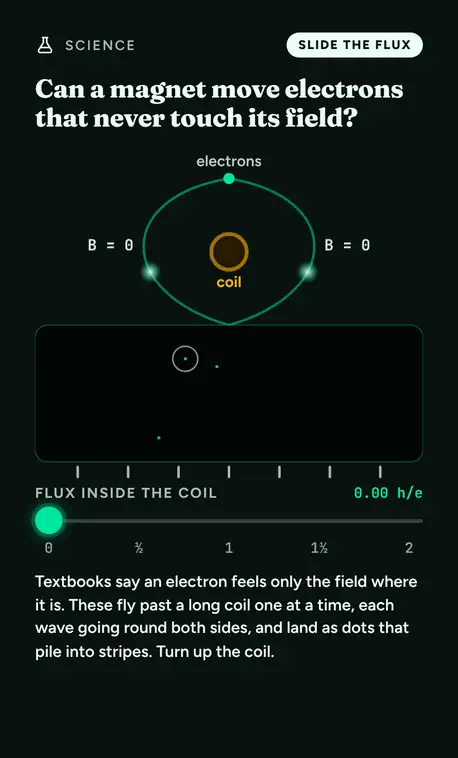 SCIENCE
SLIDE THE FLUX
Can a magnet move electrons
that never touch its field?
electrons
B = 0
B = 0
coil
FLUX INSIDE THE COIL
0.00 h/e
0 ½ 1 1½ 2
Textbooks say an electron feels only the field where
it is. These fly past a long coil one at a time, each
wave going round both sides, and land as dots that
pile into stripes. Turn up the coil.